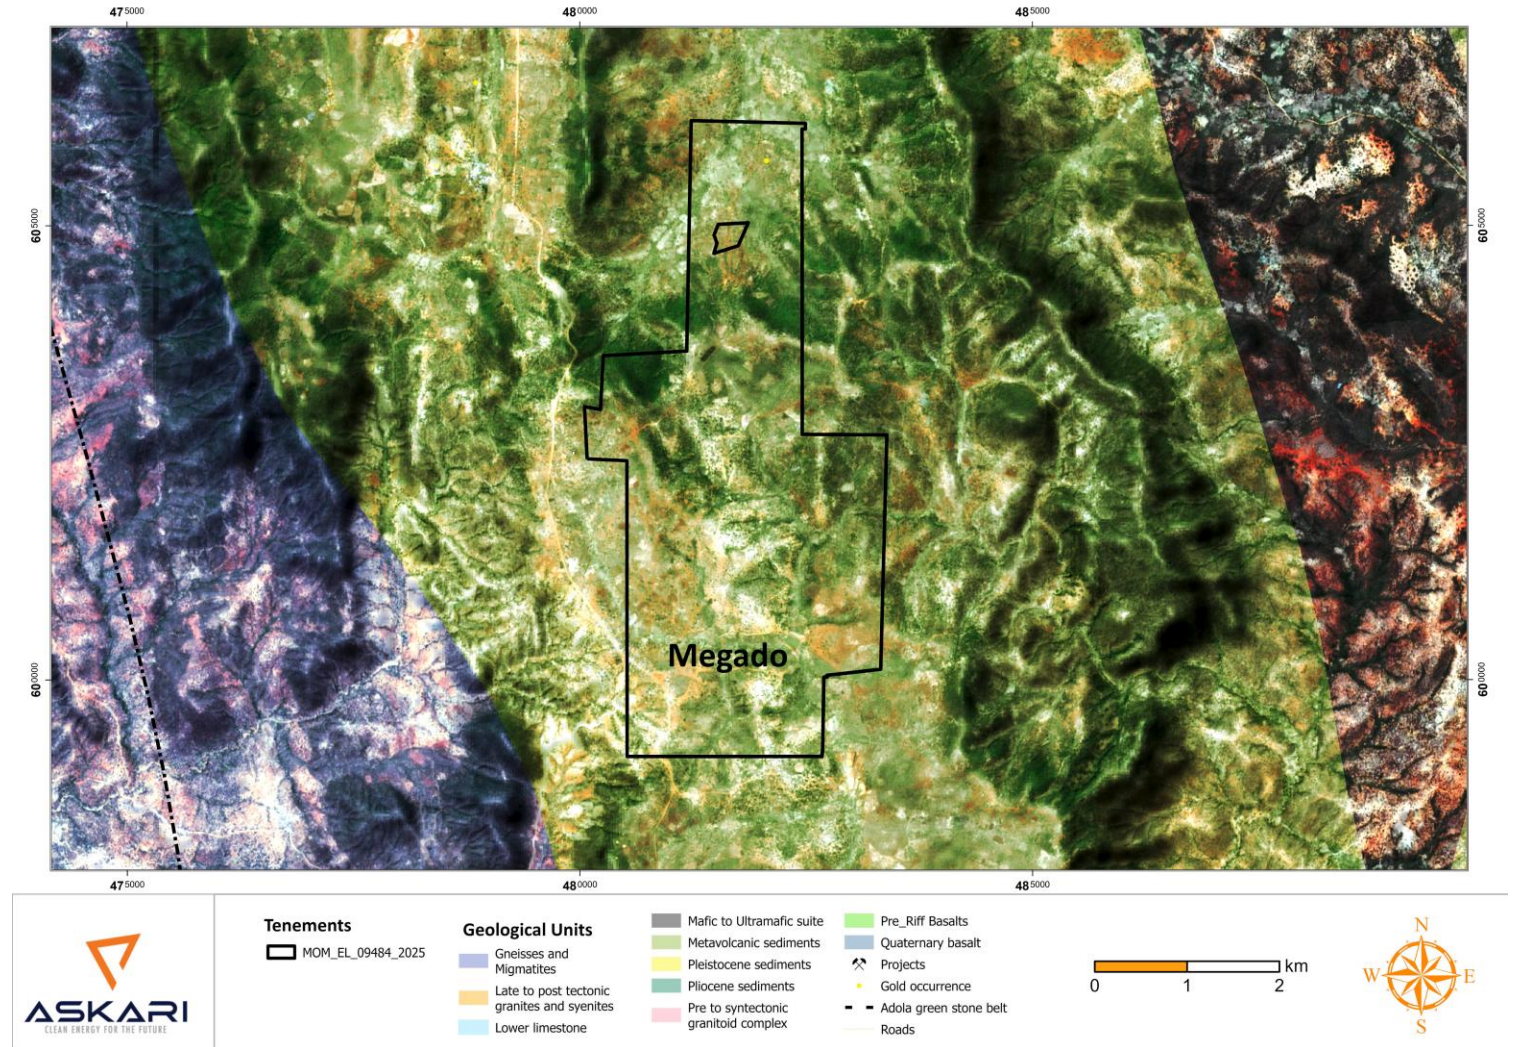 475000 480000 485000
605000 605000
Megado
600000 600000
475000 480000 485000
Tenements
MOM_EL_09484_2025
Geological Units
Gneisses and
Migmatites
Late to post tectonic
granites and syenites
Lower limestone
Mafic to Ultramafic suite
Metavolcanic sediments
Pleistocene sediments
Pliocene sediments
Pre to syntectonic
granitoid complex
Pre_Riff Basalts
Quaternary basalt
Projects
Gold occurrence
Adola green stone belt
Roads
km
0 1 2
N
W E
S
ASKARI
CLEAN ENERGY FOR THE FUTURE